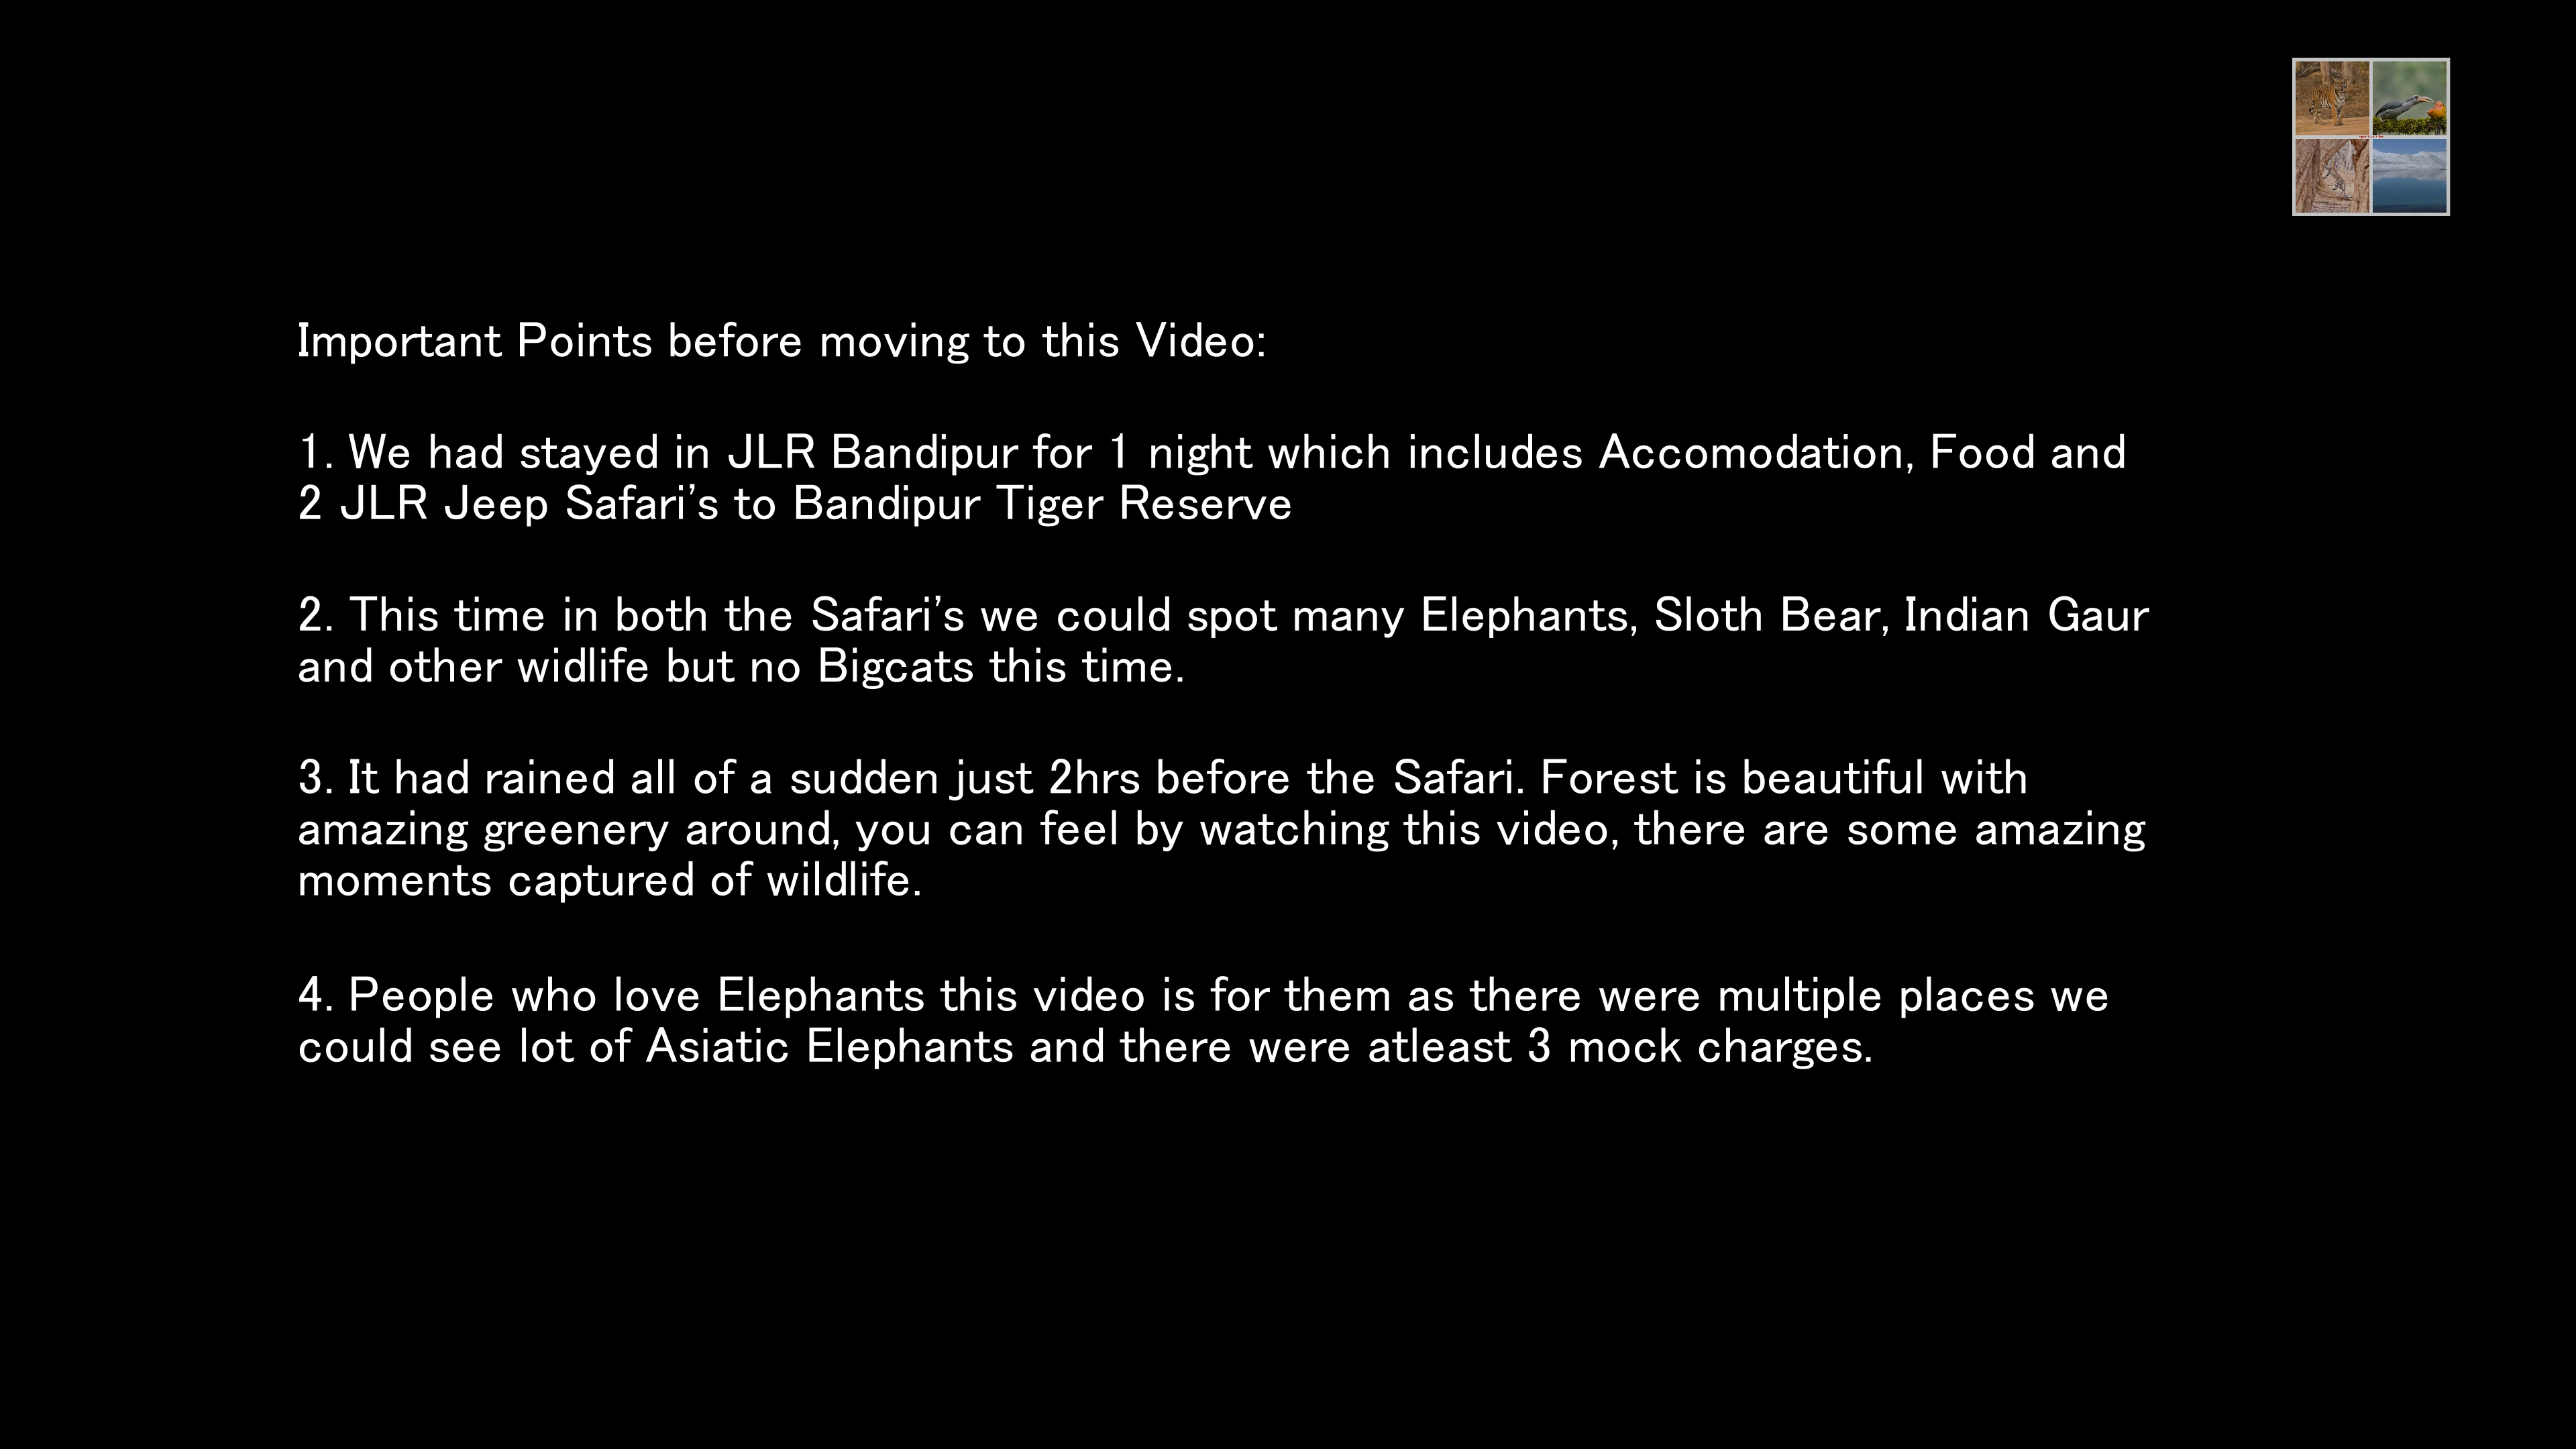 Important Points before moving to this Video:
1. We had stayed in JLR Bandipur for 1 night which includes Accomodation, Food and
2 JLR Jeep Safari's to Bandipur Tiger Reserve
2. This time in both the Safari's we could spot many Elephants, Sloth Bear, Indian Gaur
and other widlife but no Bigcats this time.
3. It had rained all of a sudden just 2hrs before the Safari. Forest is beautiful with
amazing greenery around, you can feel by watching this video, there are some amazing
moments captured of wildlife.
4. People who love Elephants this video is for them as there were multiple places we
could see lot of Asiatic Elephants and there were atleast 3 mock charges.